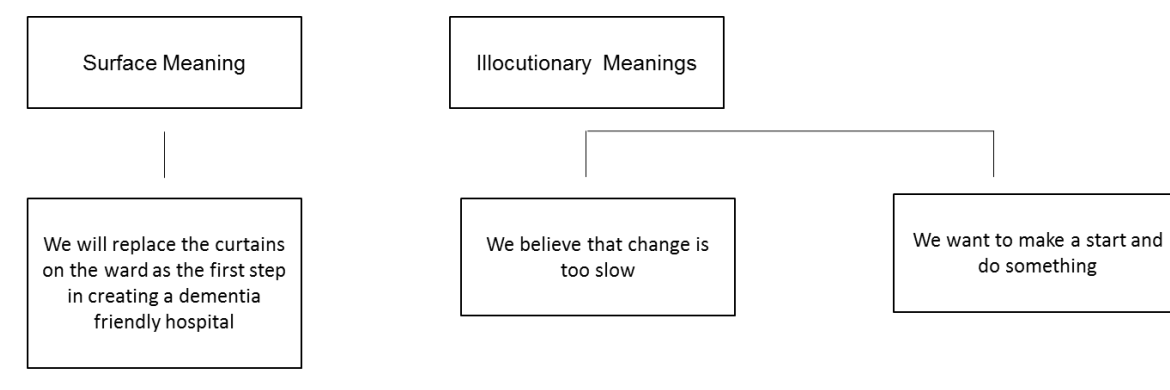 Surface Meaning
Illocutionary Meanings
We will replace the curtains
on the ward as the first step
in creating a dementia
friendly hospital
We believe that change is
too slow
We want to make a start and
do something